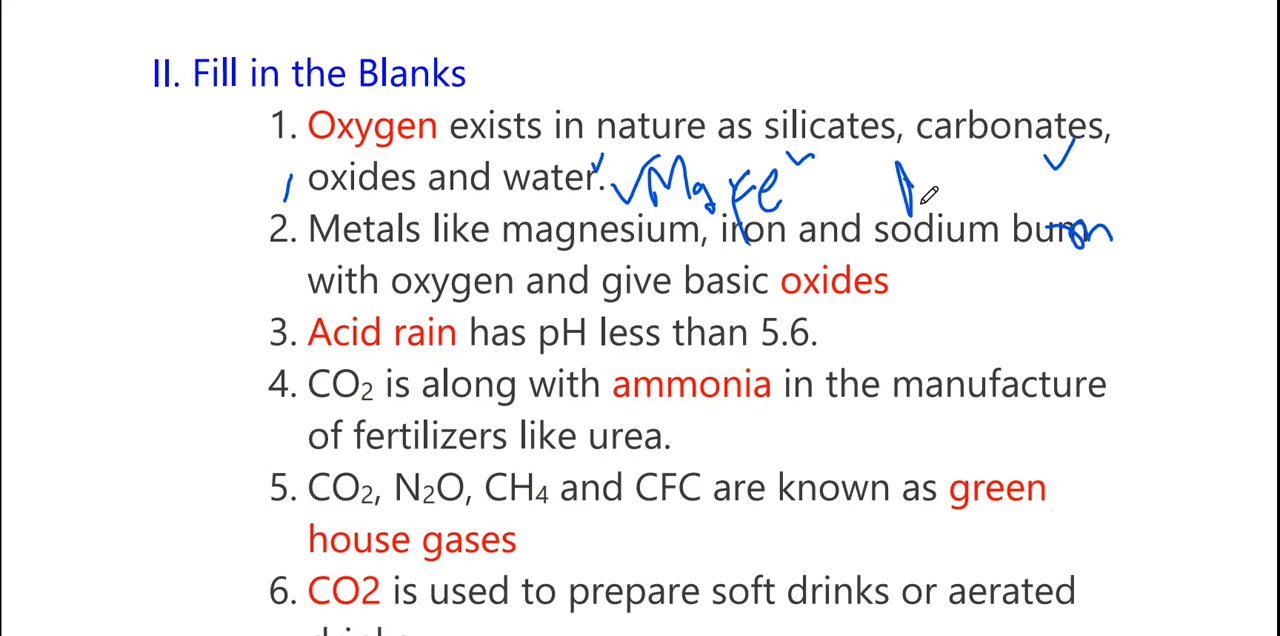 II. Fill in the Blanks
1. Oxygen exists in nature as silicates, carbonates,
oxides and water.
Mg Fe
2. Metals like magnesium, iron and sodium burn
with oxygen and give basic oxides
3. Acid rain has pH less than 5.6.
4. CO₂ is along with ammonia in the manufacture
of fertilizers like urea.
5. CO₂, N₂O, CH₄ and CFC are known as green
house gases
6. CO2 is used to prepare soft drinks or aerated